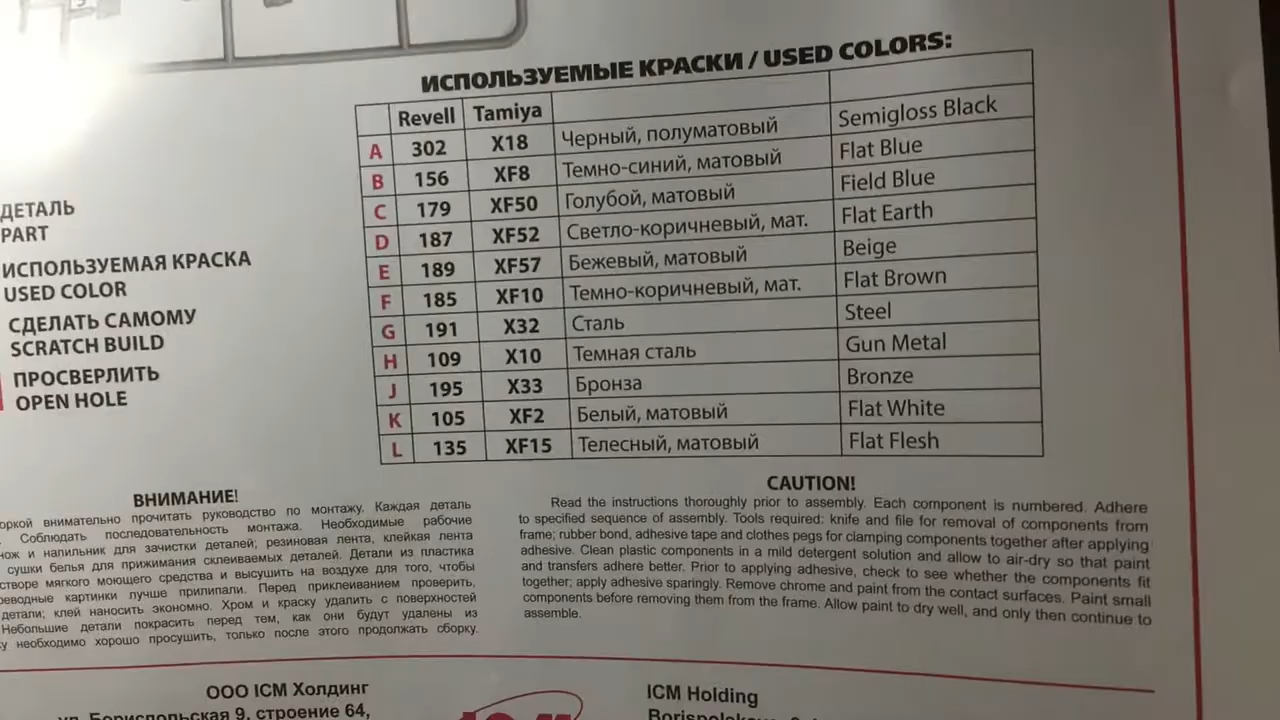 ИСПОЛЬЗУЕМЫЕ КРАСКИ / USED COLORS:
Revell Tamiya
A 302 X18 Черный, полуматовый Semigloss Black
B 156 XF8 Темно-синий, матовый Flat Blue
C 179 XF50 Голубой, матовый Field Blue
D 187 XF52 Светло-коричневый, мат. Flat Earth
E 189 XF57 Бежевый, матовый Beige
F 185 XF10 Темно-коричневый, мат. Flat Brown
G 191 X32 Сталь Steel
H 109 X10 Темная сталь Gun Metal
J 195 X33 Бронза Bronze
K 105 XF2 Белый, матовый Flat White
L 135 XF15 Телесный, матовый Flat Flesh
ДЕТАЛЬ
PART
ИСПОЛЬЗУЕМАЯ КРАСКА
USED COLOR
СДЕЛАТЬ САМОМУ
SCRATCH BUILD
ПРОСВЕРЛИТЬ
OPEN HOLE
ВНИМАНИЕ!
внимательно прочитать руководство по монтажу. Каждая деталь
Соблюдать последовательность монтажа. Необходимые рабочие
нож и напильник для зачистки деталей; резиновая лента, клейкая лента
сушки белья для прижимания склеиваемых деталей. Детали из пластика
створе мягкого моющего средства и высушить на воздухе для того, чтобы
реводные картинки лучше прилипали. Перед приклеиванием проверить,
детали; клей наносить экономно. Хром и краску удалить с поверхностей
Небольшие детали покрасить перед тем, как они будут удалены из
необходимо хорошо просушить, только после этого продолжать сборку.
CAUTION!
Read the instructions thoroughly prior to assembly. Each component is numbered. Adhere
to specified sequence of assembly. Tools required: knife and file for removal of components from
frame; rubber bond, adhesive tape and clothes pegs for clamping components together after applying
adhesive. Clean plastic components in a mild detergent solution and allow to air-dry so that paint
and transfers adhere better. Prior to applying adhesive, check to see whether the components fit
together; apply adhesive sparingly. Remove chrome and paint from the contact surfaces. Paint small
components before removing them from the frame. Allow paint to dry well, and only then continue to
assemble.
ООО ICM Холдинг
ул. Бориспольская 9, строение 64,
ICM Holding